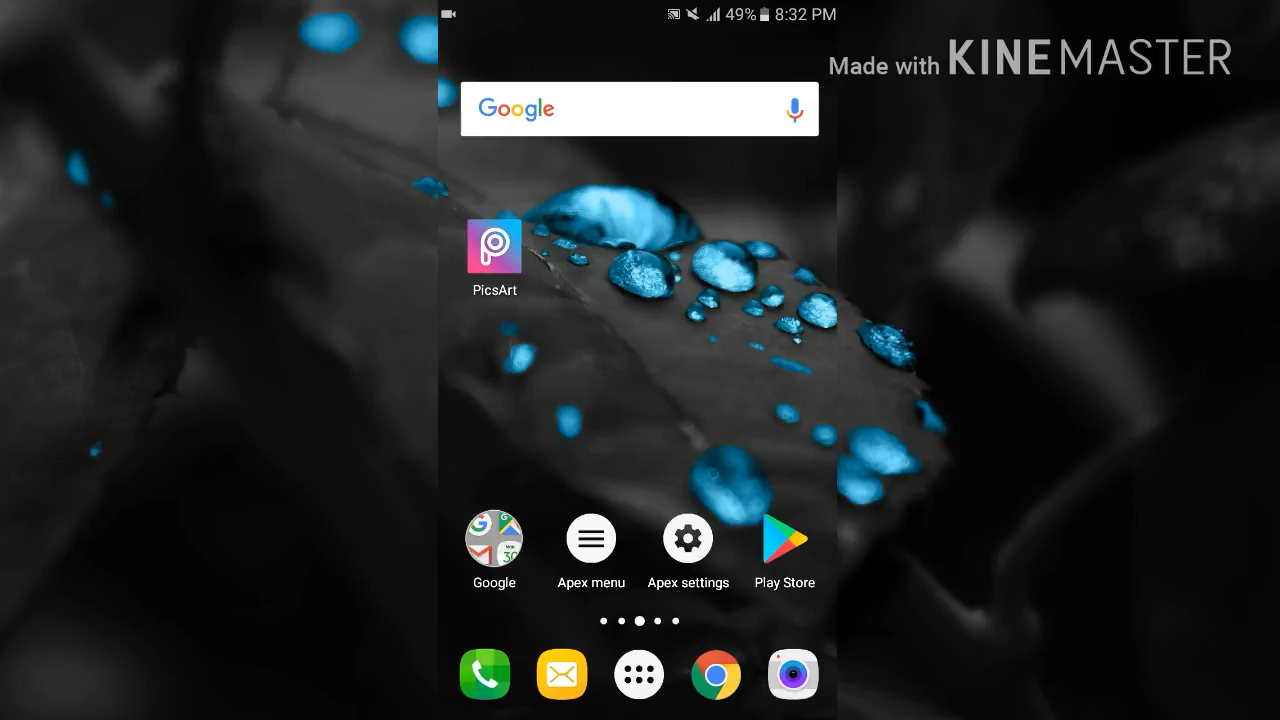 49% 8:32 PM
Made with KINEMASTER
Google
PicsArt
Google
Apex menu
Apex settings
Play Store